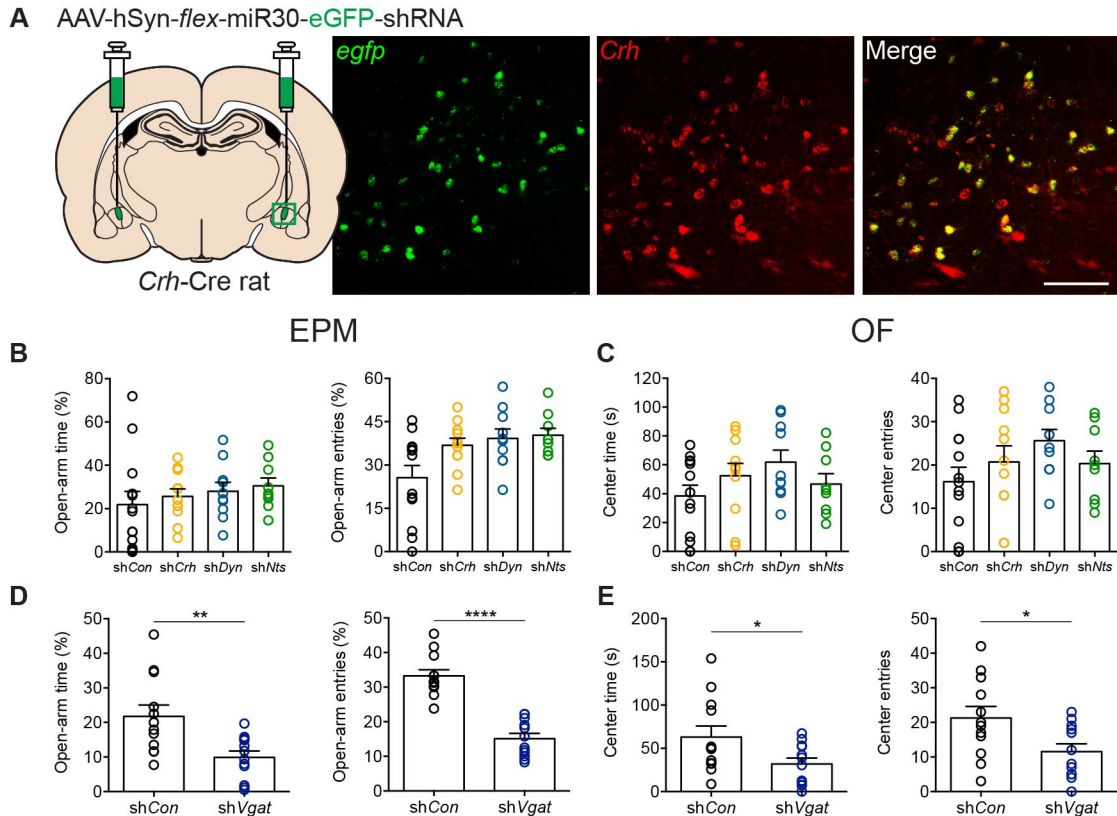 A AAV-hSyn-flex-miR30-eGFP-shRNA
egfp
Crh
Merge
Crh-Cre rat
EPM
OF
B
Open-arm time (%)
80
60
40
20
0
shCon shCrh shDyn shNts
Open-arm entries (%)
60
45
30
15
0
shCon shCrh shDyn shNts
C
Center time (s)
120
100
80
60
40
20
0
shCon shCrh shDyn shNts
Center entries
40
30
20
10
0
shCon shCrh shDyn shNts
D
Open-arm time (%)
50
40
30
20
10
0
**
shCon shVgat
Open-arm entries (%)
50
40
30
20
10
0
****
shCon shVgat
E
Center time (s)
200
150
100
50
0
*
shCon shVgat
Center entries
50
40
30
20
10
0
*
shCon shVgat